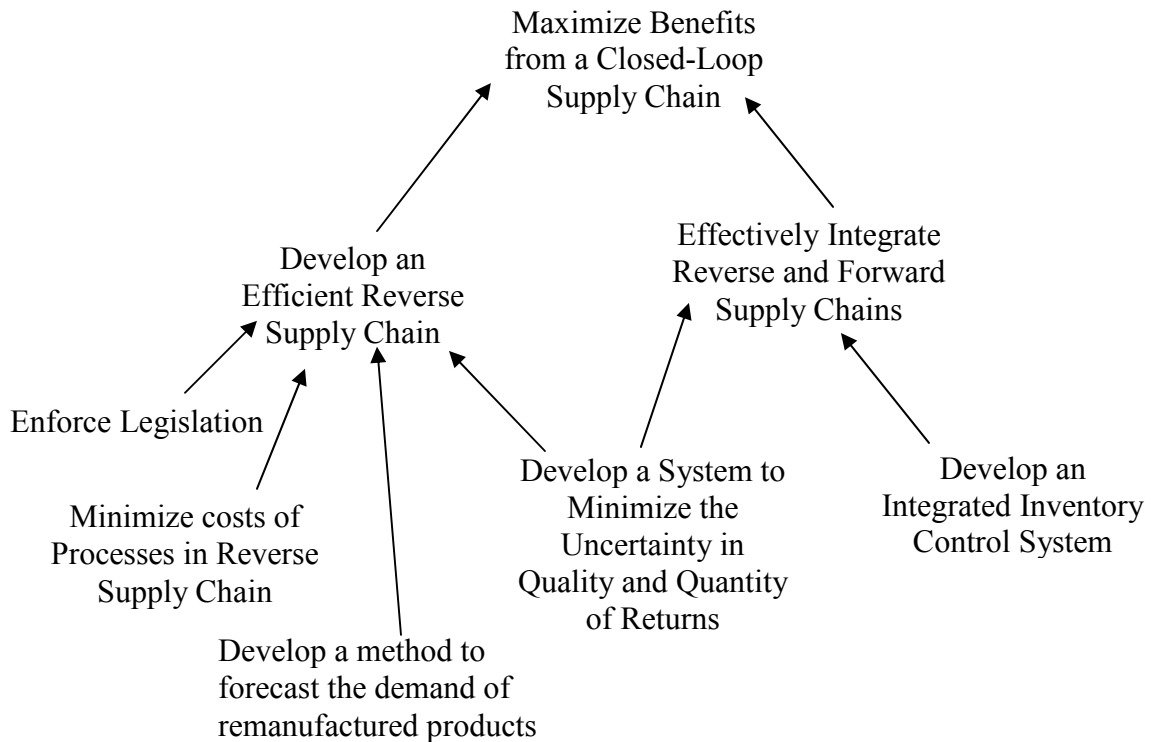 Maximize Benefits
from a Closed-Loop
Supply Chain
Effectively Integrate
Reverse and Forward
Supply Chains
Develop an
Efficient Reverse
Supply Chain
Enforce Legislation
Minimize costs of
Processes in Reverse
Supply Chain
Develop a method to
forecast the demand of
remanufactured products
Develop a System to
Minimize the
Uncertainty in
Quality and Quantity
of Returns
Develop an
Integrated Inventory
Control System